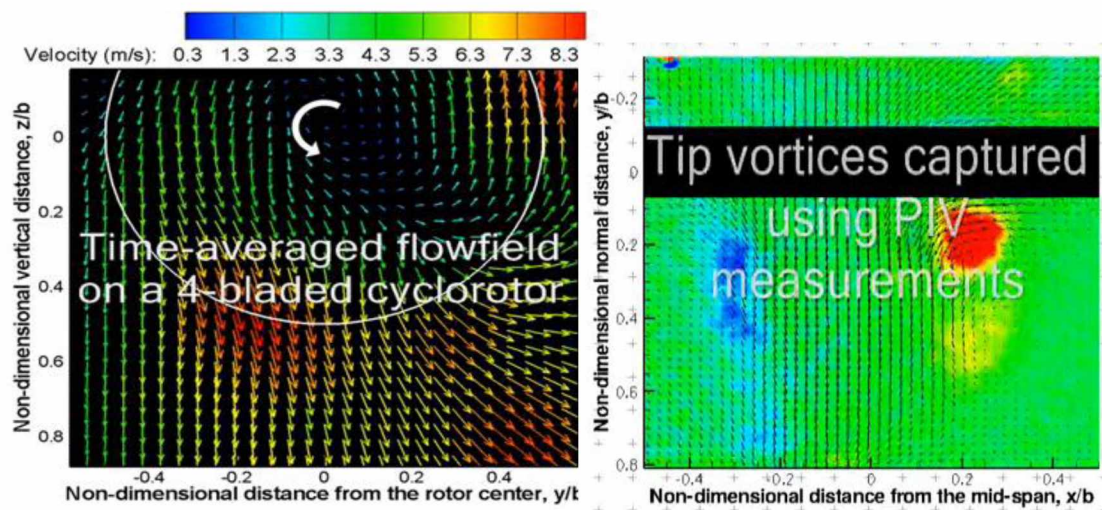 Velocity (m/s): 0.3 1.3 2.3 3.3 4.3 5.3 6.3 7.3 8.3
Non-dimensional vertical distance, z/b
0
0.2
0.4
0.6
0.8
Time-averaged flowfield
on a 4-bladed cyclorotor
-0.4 -0.2 0 0.2 0.4
Non-dimensional distance from the rotor center, y/b
Non-dimensional normal distance, y/b
-0.2
0
0.2
0.4
0.6
0.8
Tip vortices captured
using PIV
measurements
-0.4 -0.2 0 0.2 0.4
Non-dimensional distance from the mid-span, x/b